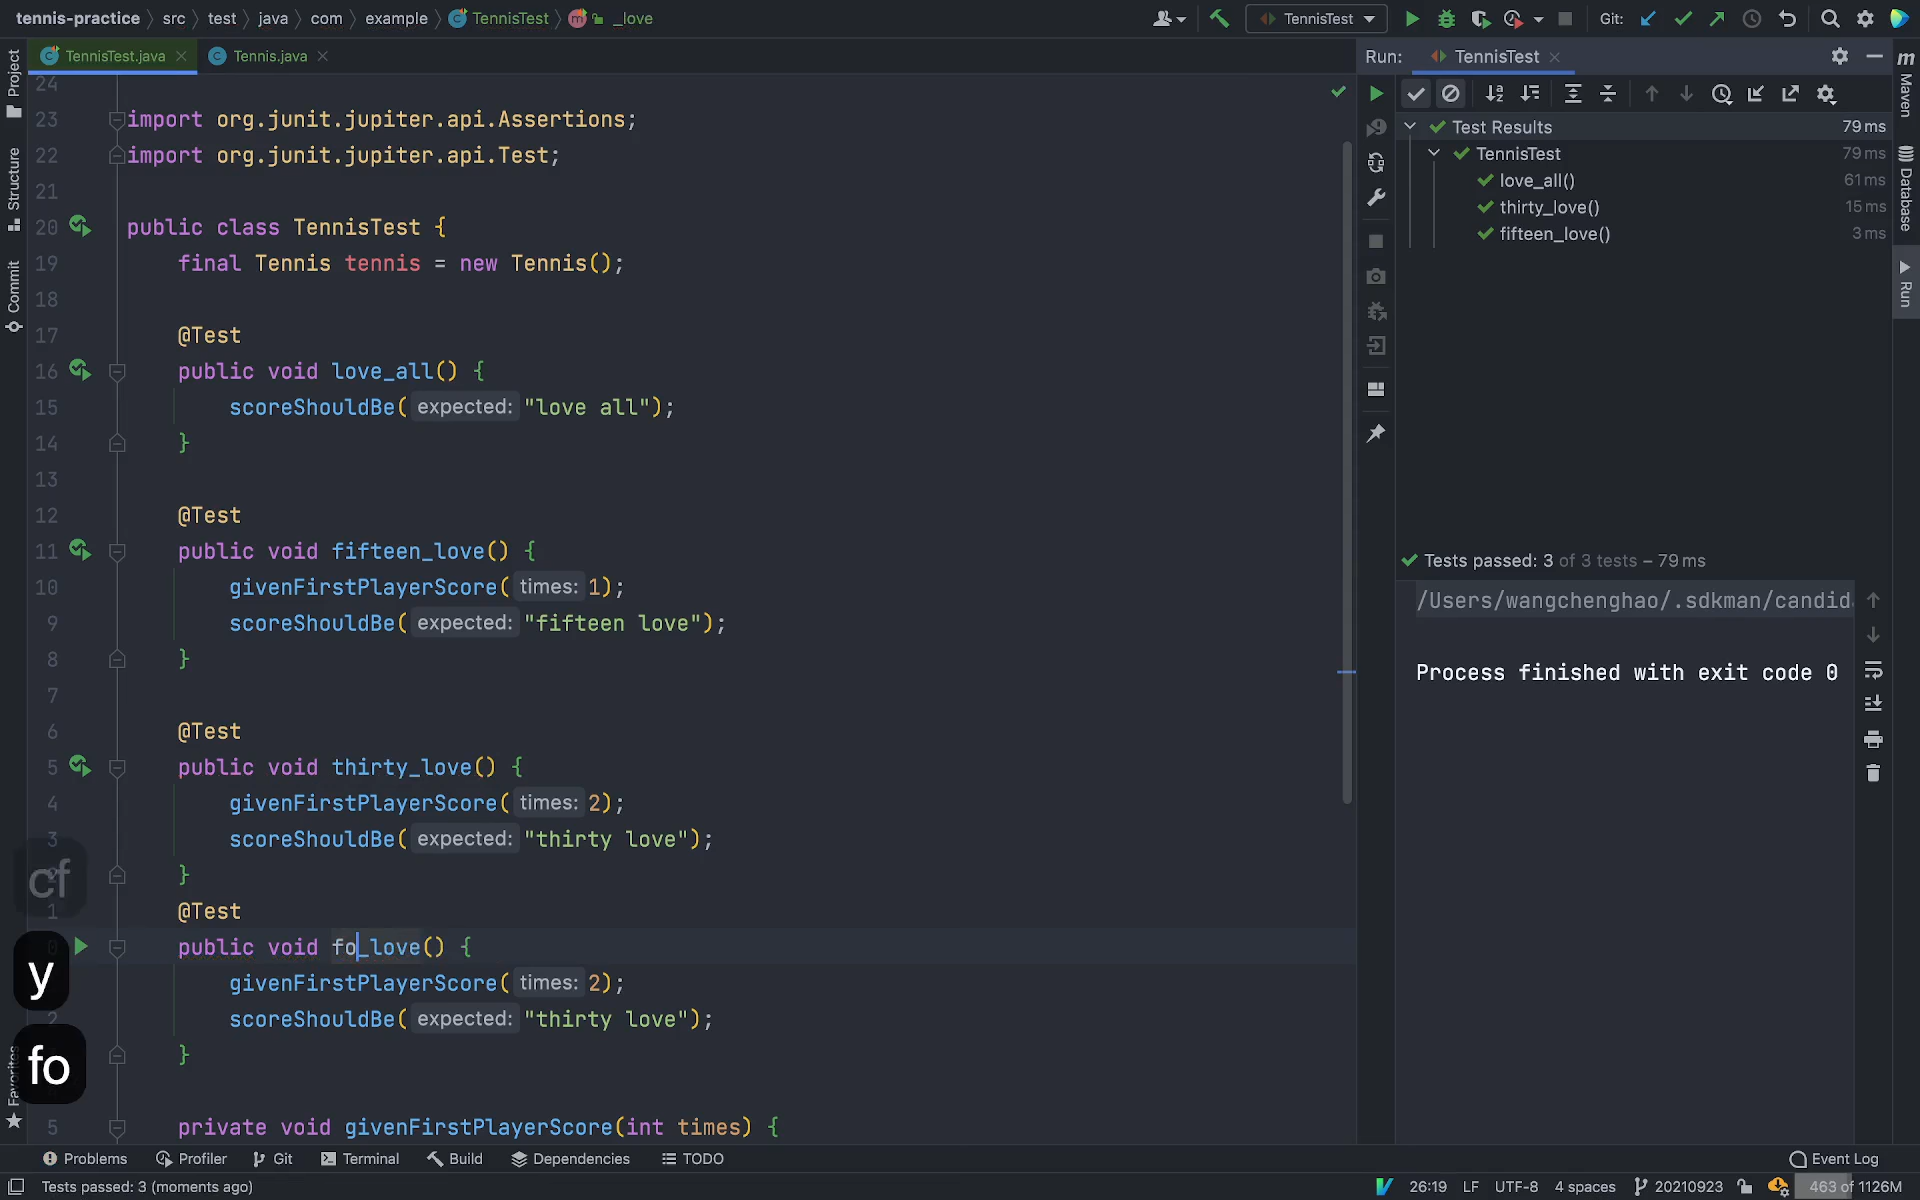 tennis-practice src test java com example TennisTest _love
TennisTest
Git:
TennisTest.java
Tennis.java
Run:
TennisTest
Project
Structure
Commit
Favorites
24
23 import org.junit.jupiter.api.Assertions;
22 import org.junit.jupiter.api.Test;
21
20 public class TennisTest {
19 final Tennis tennis = new Tennis();
18
17 @Test
16 public void love_all() {
15 scoreShouldBe( expected: "love all");
14 }
13
12 @Test
11 public void fifteen_love() {
10 givenFirstPlayerScore( times: 1);
9 scoreShouldBe( expected: "fifteen love");
8 }
7
6 @Test
5 public void thirty_love() {
4 givenFirstPlayerScore( times: 2);
3 scoreShouldBe( expected: "thirty love");
}
1 @Test
public void fo_love() {
givenFirstPlayerScore( times: 2);
2 scoreShouldBe( expected: "thirty love");
}
5 private void givenFirstPlayerScore(int times) {
cf
y
fo
Test Results 79 ms
TennisTest 79 ms
love_all() 61 ms
thirty_love() 15 ms
fifteen_love() 3 ms
Tests passed: 3 of 3 tests – 79 ms
/Users/wangchenghao/.sdkman/candid
Process finished with exit code 0
m Maven
Database
Run
Problems Profiler Git Terminal Build Dependencies TODO Event Log
Tests passed: 3 (moments ago)
26:19 LF UTF-8 4 spaces 20210923 463 of 1126M